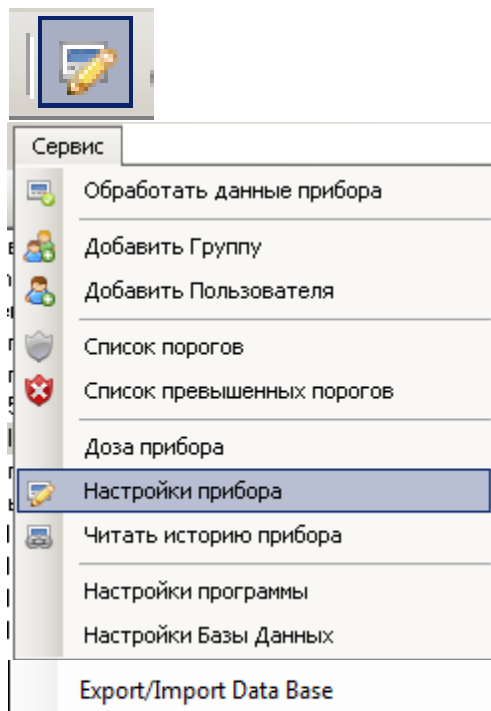 Сервис
Обработать данные прибора
Добавить Группу
Добавить Пользователя
Список порогов
Список превышенных порогов
Доза прибора
Настройки прибора
Читать историю прибора
Настройки программы
Настройки Базы Данных
Export/Import Data Base